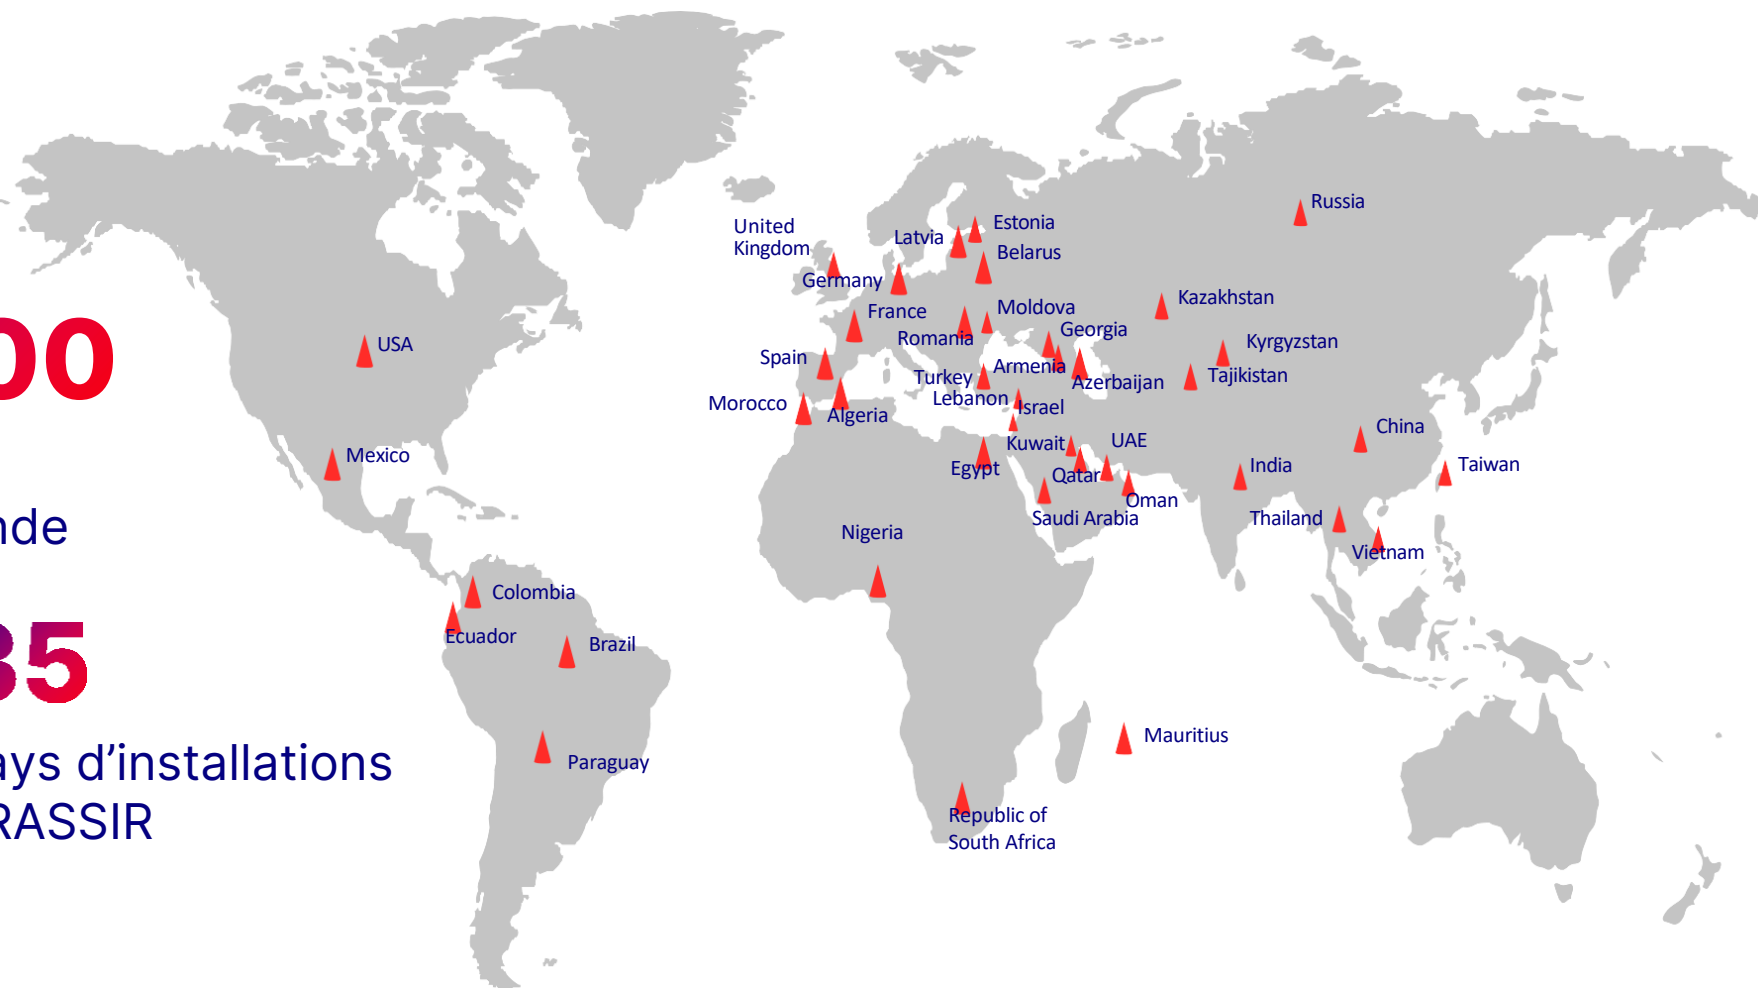 00
nde
35
ays d’installations
RASSIR
USA
Mexico
Colombia
Ecuador
Brazil
Paraguay
United
Kingdom
Germany
France
Spain
Morocco
Algeria
Latvia
Estonia
Belarus
Moldova
Romania
Georgia
Armenia
Azerbaijan
Turkey
Lebanon
Israel
Kuwait
UAE
Egypt
Qatar
Oman
Saudi Arabia
Nigeria
Mauritius
Republic of
South Africa
Russia
Kazakhstan
Kyrgyzstan
Tajikistan
China
India
Taiwan
Thailand
Vietnam